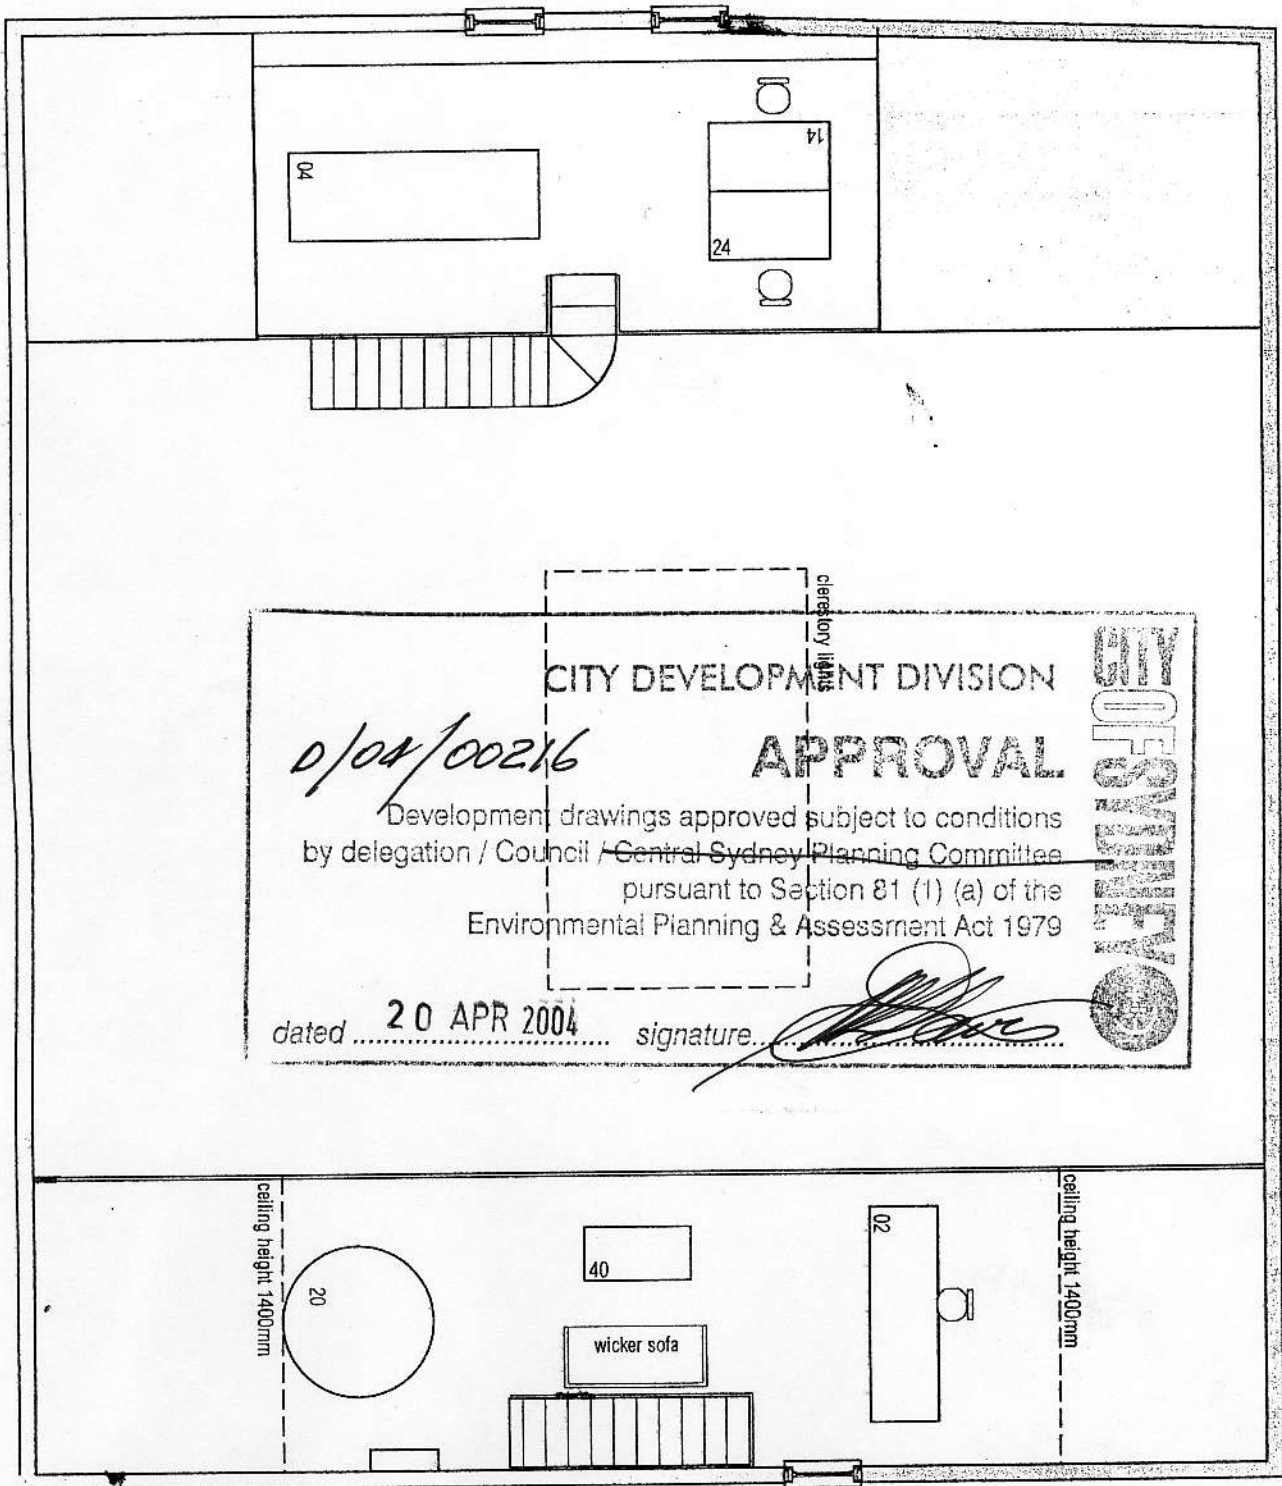 04
14
24
clerestory lights
CITY DEVELOPMENT DIVISION
CITY OF SYDNEY
D/04/00216
APPROVAL
Development drawings approved subject to conditions
by delegation / Council / Central Sydney Planning Committee
pursuant to Section 81 (1) (a) of the
Environmental Planning & Assessment Act 1979
dated 20 APR 2004 signature
ceiling height 1400mm
20
40
wicker sofa
02
ceiling height 1400mm